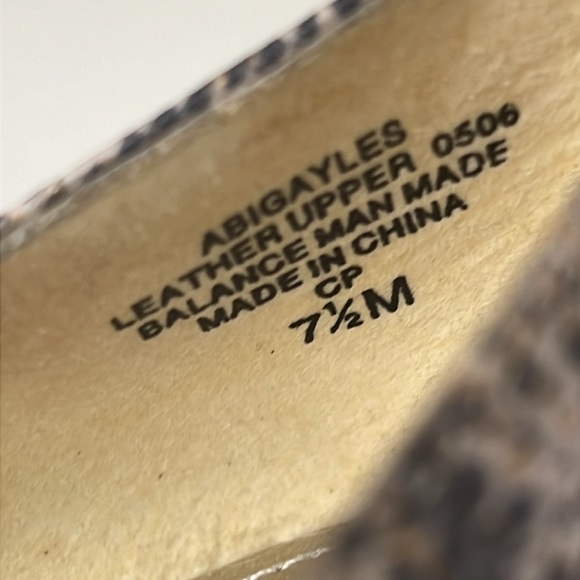 ABIGAYLES
LEATHER UPPER 0506
BALANCE MAN MADE
MADE IN CHINA
CP
7½M